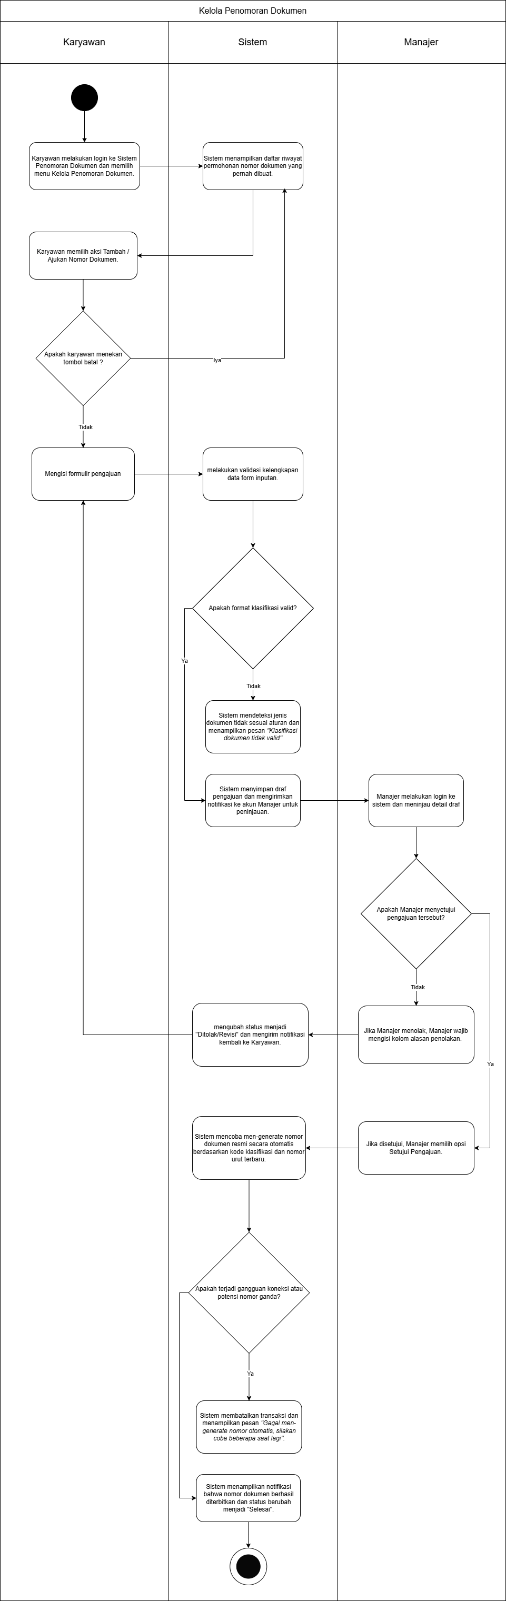 Kelola Penomoran Dokumen
Karyawan
Sistem
Manajer
Karyawan melakukan login ke Sistem
Penomoran Dokumen dan memilih
menu Kelola Penomoran Dokumen.
Sistem menampilkan daftar riwayat
permohonan nomor dokumen yang
pernah dibuat.
Karyawan memilih aksi Tambah /
Ajukan Nomor Dokumen.
Apakah karyawan menekan
tombol batal ?
Iya
Tidak
Mengisi formulir pengajuan
melakukan validasi kelengkapan
data form inputan.
Apakah format klasifikasi valid?
Ya
Tidak
Sistem mendeteksi jenis
dokumen tidak sesuai aturan dan
menampilkan pesan "Klasifikasi
dokumen tidak valid"
Sistem menyimpan draf
pengajuan dan mengirimkan
notifikasi ke akun Manajer untuk
peninjauan.
Manajer melakukan login ke
sistem dan meninjau detail draf
Apakah Manajer menyetujui
pengajuan tersebut?
Tidak
Ya
mengubah status menjadi
"Ditolak/Revisi" dan mengirim notifikasi
kembali ke Karyawan.
Jika Manajer menolak, Manajer wajib
mengisi kolom alasan penolakan.
Sistem mencoba men-generate nomor
dokumen resmi secara otomatis
berdasarkan kode klasifikasi dan nomor
urut terbaru.
Jika disetujui, Manajer memilih opsi
Setujui Pengajuan.
Apakah terjadi gangguan koneksi atau
potensi nomor ganda?
Ya
Sistem membatalkan transaksi dan
menampilkan pesan "Gagal men-
generate nomor otomatis, silakan
coba beberapa saat lagi".
Sistem menampilkan notifikasi
bahwa nomor dokumen berhasil
diterbitkan dan status berubah
menjadi "Selesai".